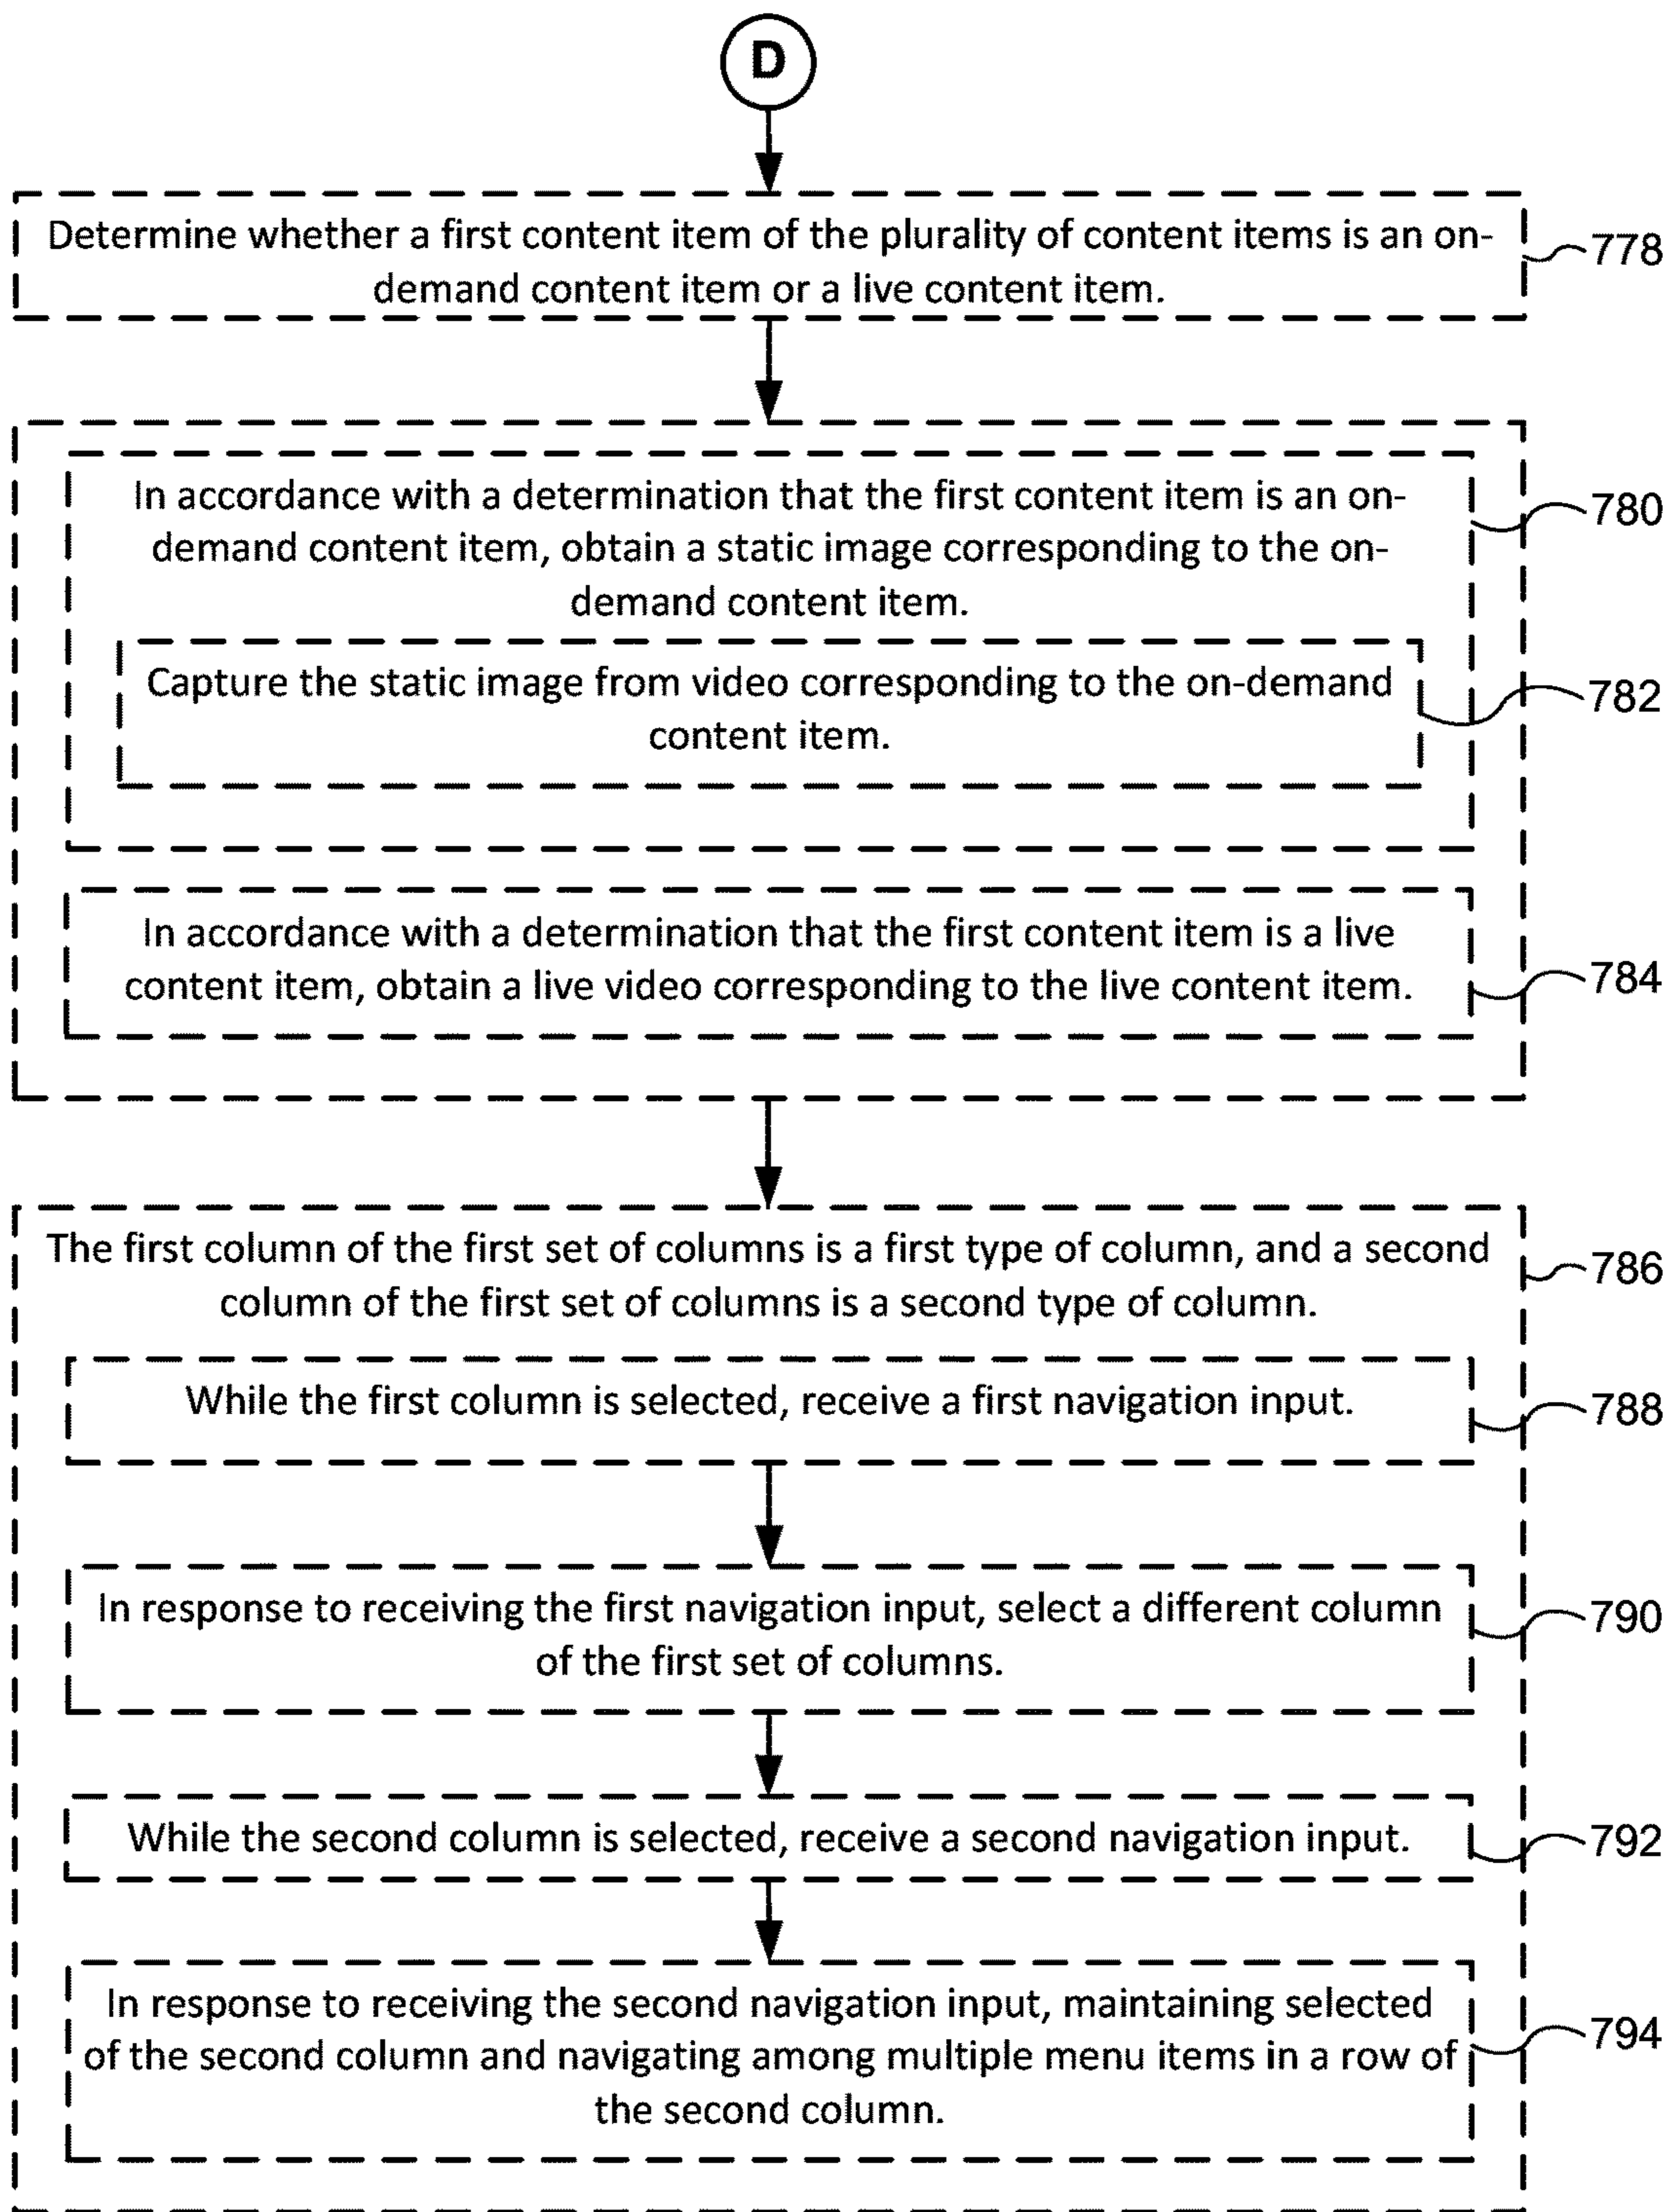 D
Determine whether a first content item of the plurality of content items is an on-
demand content item or a live content item.
778
In accordance with a determination that the first content item is an on-
demand content item, obtain a static image corresponding to the on-
demand content item.
780
Capture the static image from video corresponding to the on-demand
content item.
782
In accordance with a determination that the first content item is a live
content item, obtain a live video corresponding to the live content item.
784
The first column of the first set of columns is a first type of column, and a second
column of the first set of columns is a second type of column.
786
While the first column is selected, receive a first navigation input.
788
In response to receiving the first navigation input, select a different column
of the first set of columns.
790
While the second column is selected, receive a second navigation input.
792
In response to receiving the second navigation input, maintaining selected
of the second column and navigating among multiple menu items in a row of
the second column.
794